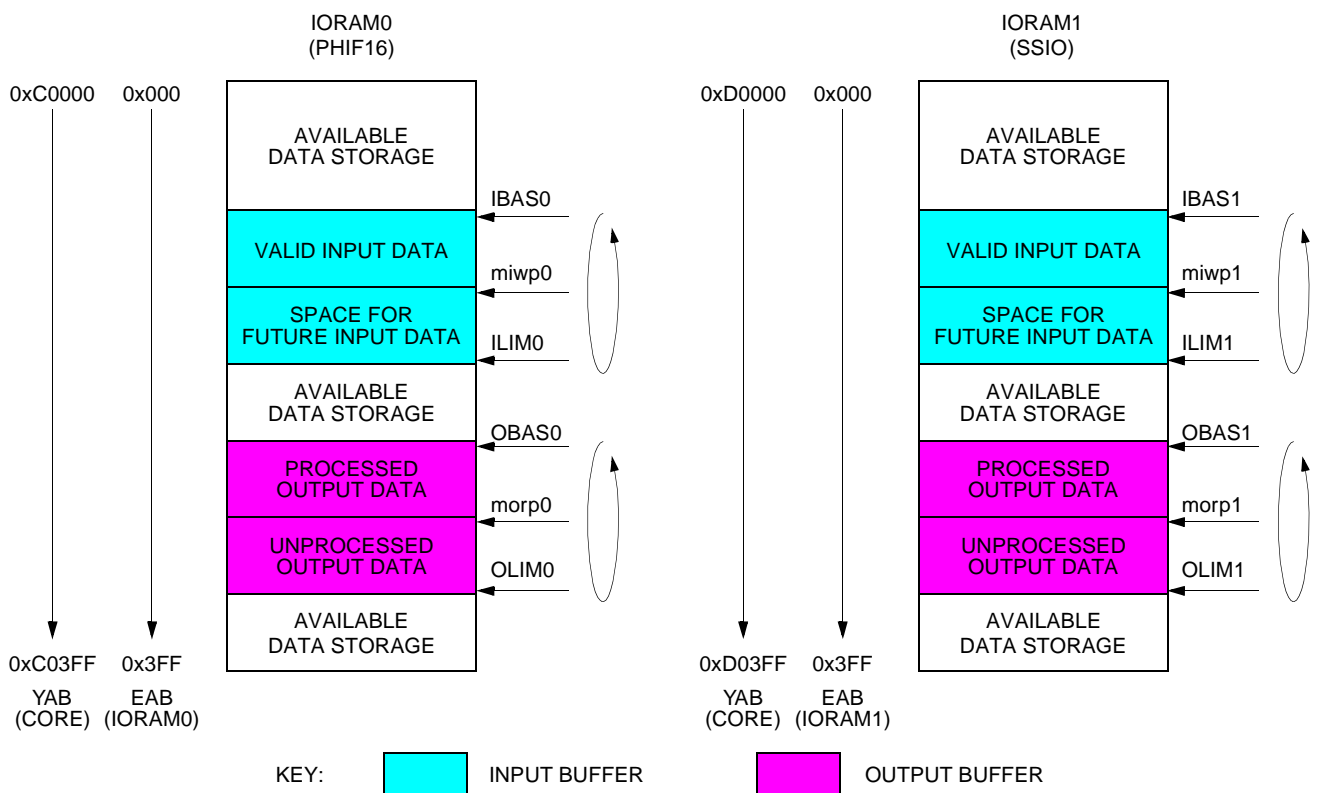 IORAM0
(PHIF16)
0xC0000 0x000
AVAILABLE
DATA STORAGE
IBAS0
VALID INPUT DATA
miwp0
SPACE FOR
FUTURE INPUT DATA
ILIM0
AVAILABLE
DATA STORAGE
OBAS0
PROCESSED
OUTPUT DATA
morp0
UNPROCESSED
OUTPUT DATA
OLIM0
AVAILABLE
DATA STORAGE
0xC03FF 0x3FF
YAB EAB
(CORE) (IORAM0)
IORAM1
(SSIO)
0xD0000 0x000
AVAILABLE
DATA STORAGE
IBAS1
VALID INPUT DATA
miwp1
SPACE FOR
FUTURE INPUT DATA
ILIM1
AVAILABLE
DATA STORAGE
OBAS1
PROCESSED
OUTPUT DATA
morp1
UNPROCESSED
OUTPUT DATA
OLIM1
AVAILABLE
DATA STORAGE
0xD03FF 0x3FF
YAB EAB
(CORE) (IORAM1)
KEY: INPUT BUFFER OUTPUT BUFFER